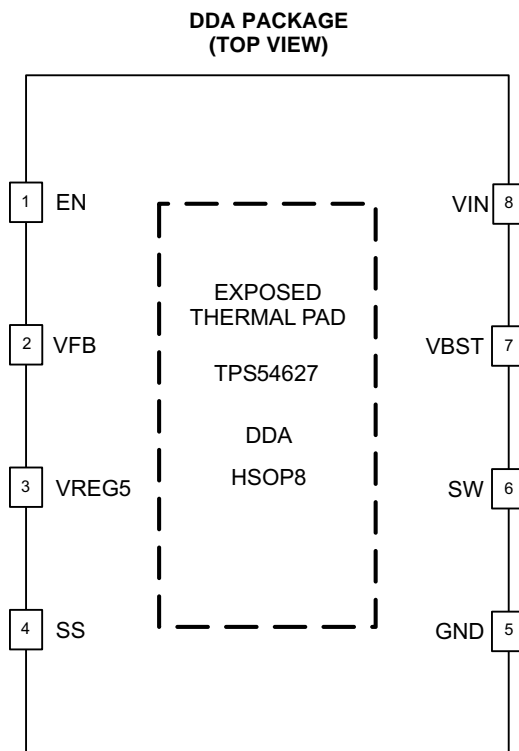 DDA PACKAGE
(TOP VIEW)
1 EN
VIN 8
2 VFB
VBST 7
3 VREG5
SW 6
4 SS
GND 5
EXPOSED
THERMAL PAD
TPS54627
DDA
HSOP8